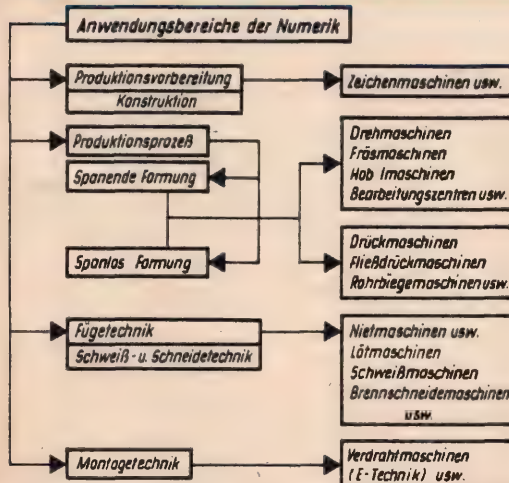 Anwendungsbereiche der Numerik
Produktionsvorbereitung
Konstruktion
Zeichenmaschinen usw.
Produktionsprozeß
Spanende Formung
Drehmaschinen
Fräsmaschinen
Hob lmaschinen
Bearbeitungszentren usw.
Spanlos Formung
Drückmaschinen
Fließdrückmaschinen
Rohrbiegemaschinen usw.
Fügetechnik
Schweiß- u. Schneidetechnik
Nietmaschinen usw.
Lötmaschinen
Schweißmaschinen
Brennschneidemaschinen
usw.
Montagetechnik
Verdrahtmaschinen
(E-Technik) usw.